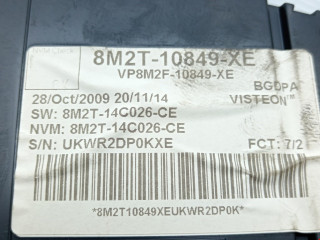 8M2T-10849-XE
VP8M2F-10849-XE
BGDPA
28/Oct/2009 20/11/14
VISTEON
SW: 8M2T-14C026-CE
NVM: 8M2T-14C026-CE
S/N: UKWR2DP0KXE
FCT: 7/2
*8M2T10849XEUKWR2DP0K*